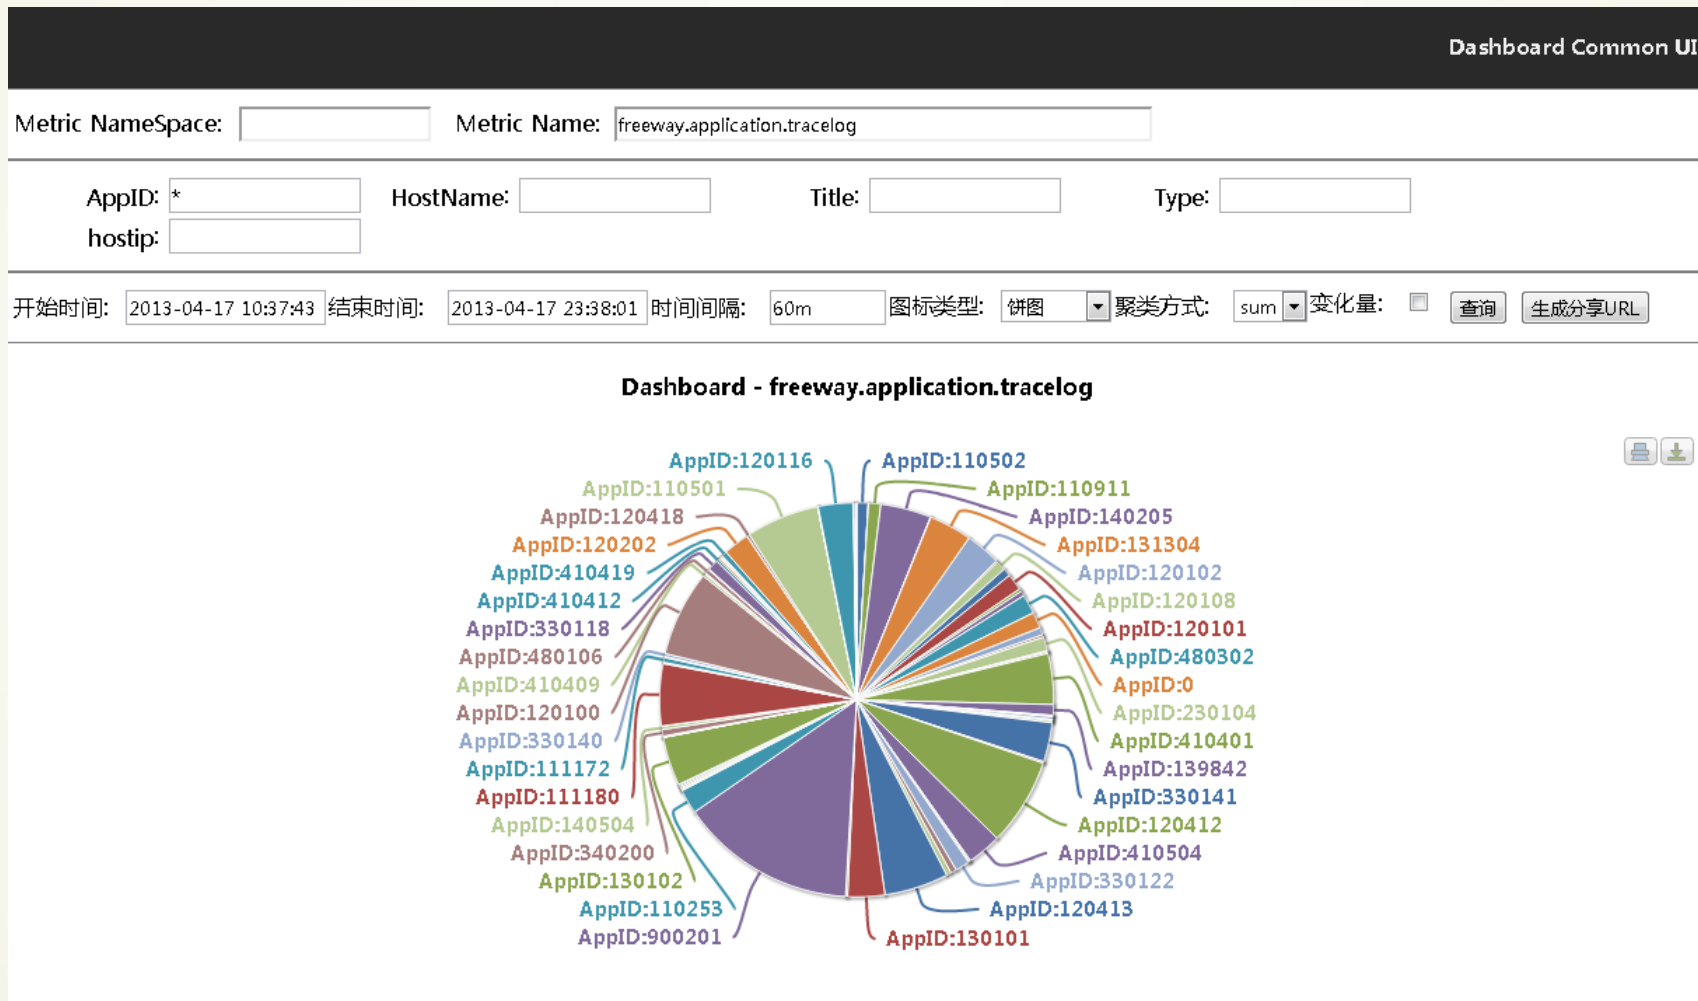 Dashboard Common UI
Metric NameSpace: Metric Name: freeway.application.tracelog
AppID: * HostName: Title: Type:
hostip:
开始时间: 2013-04-17 10:37:43 结束时间: 2013-04-17 23:38:01 时间间隔: 60m 图标类型: 饼图 聚类方式: sum 变化量: 查询 生成分享URL
Dashboard - freeway.application.tracelog
AppID:120116 AppID:110502
AppID:110501 AppID:110911
AppID:120418 AppID:140205
AppID:120202 AppID:131304
AppID:410419 AppID:120102
AppID:410412 AppID:120108
AppID:330118 AppID:120101
AppID:480106 AppID:480302
AppID:410409 AppID:0
AppID:120100 AppID:230104
AppID:330140 AppID:410401
AppID:111172 AppID:139842
AppID:111180 AppID:330141
AppID:140504 AppID:120412
AppID:340200 AppID:410504
AppID:130102 AppID:330122
AppID:110253 AppID:120413
AppID:900201 AppID:130101